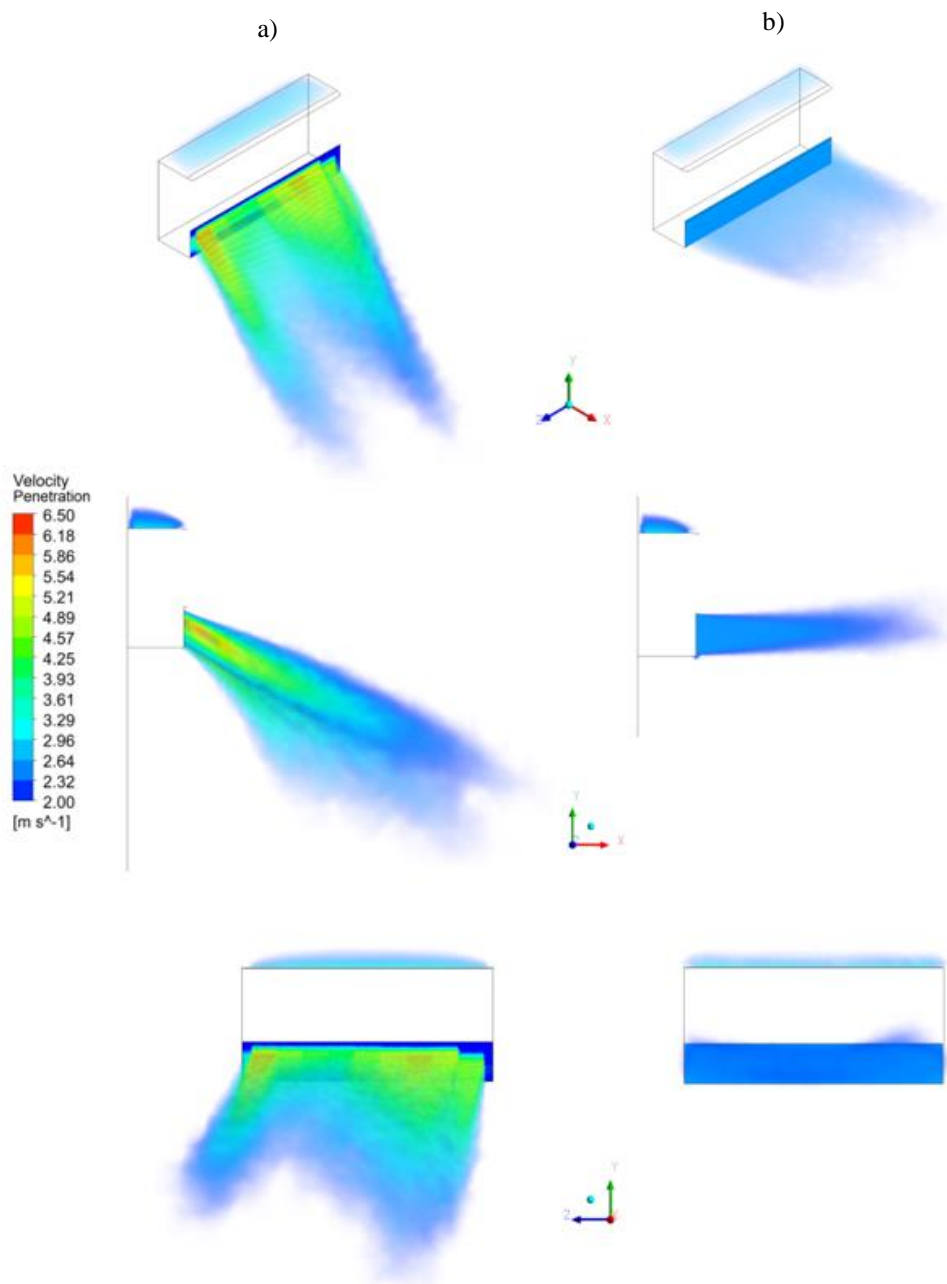 a)
b)
Y
Z
X
Y
Z
X
Velocity
Penetration
6.50
6.18
5.86
5.54
5.21
4.89
4.57
4.25
3.93
3.61
3.29
2.96
2.64
2.32
2.00
[m s^-1]
Y
X
Y
Z